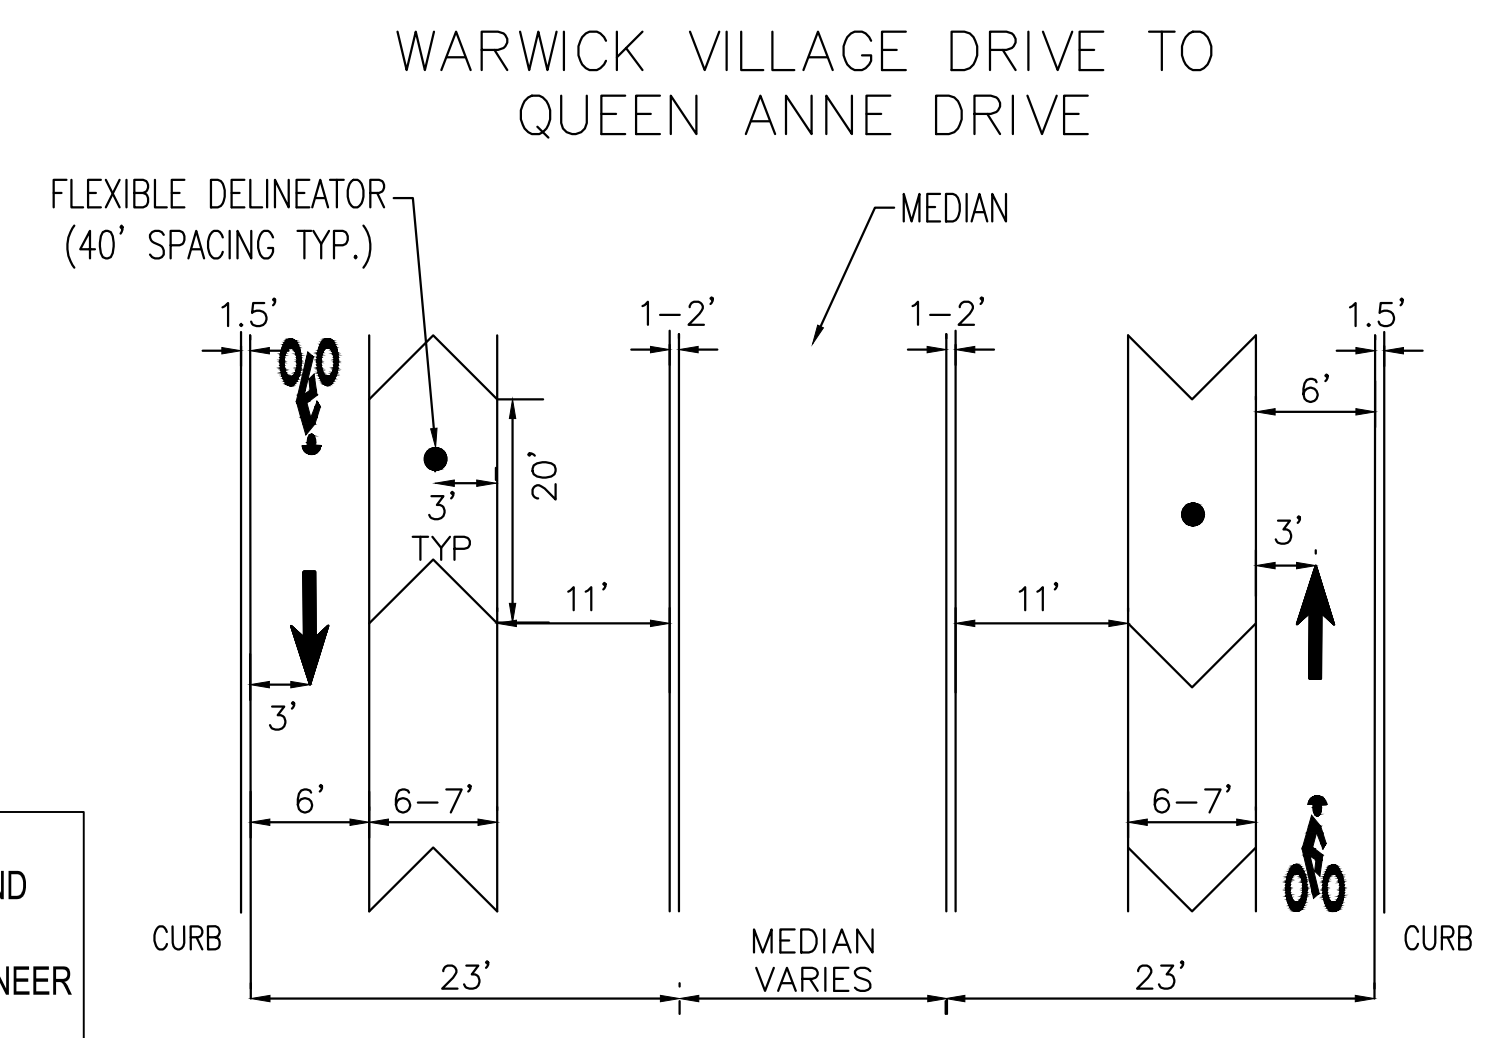 WARWICK VILLAGE DRIVE TO
QUEEN ANNE DRIVE
FLEXIBLE DELINEATOR
(40' SPACING TYP.)
MEDIAN
1.5'
1-2'
1-2'
1.5'
6'
20'
3'
TYP
3'
11'
11'
3'
6'
6-7'
6-7'
ND
NEER
CURB
MEDIAN
VARIES
CURB
23'
23'